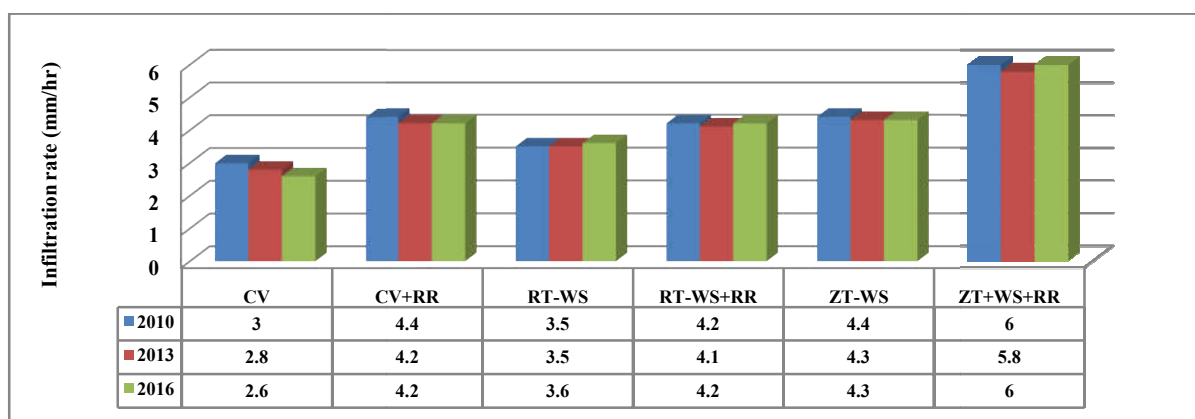 Infiltration rate (mm/hr)
6
5
4
3
2
1
0
CV CV+RR RT-WS RT-WS+RR ZT-WS ZT+WS+RR
2010 3 4.4 3.5 4.2 4.4 6
2013 2.8 4.2 3.5 4.1 4.3 5.8
2016 2.6 4.2 3.6 4.2 4.3 6